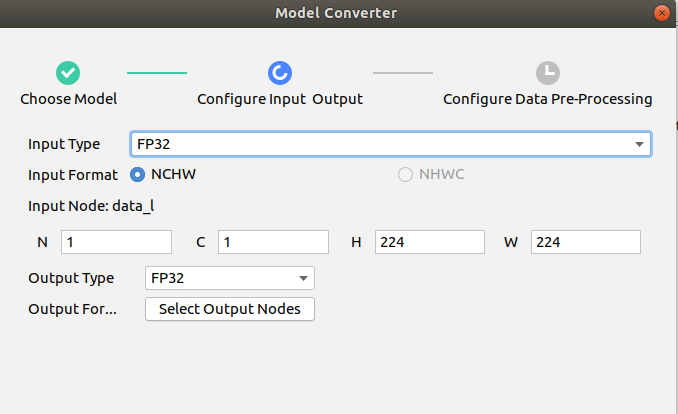 Model Converter
Choose Model
Configure Input Output
Configure Data Pre-Processing
Input Type FP32
Input Format NCHW NHWC
Input Node: data_l
N 1 C 1 H 224 W 224
Output Type FP32
Output For... Select Output Nodes